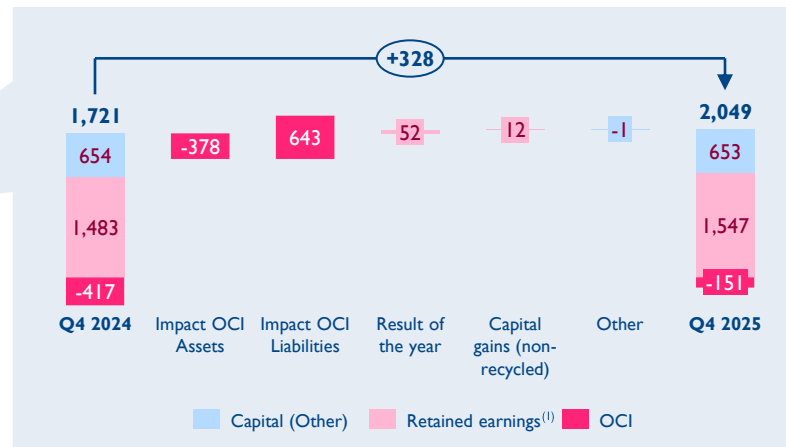 +328
1,721
2,049
654
-378
643
52
12
-1
653
1,483
1,547
-417
-151
Q4 2024
Impact OCI
Assets
Impact OCI
Liabilities
Result of
the year
Capital
gains (non-
recycled)
Other
Q4 2025
Capital (Other)
Retained earnings(1)
OCI